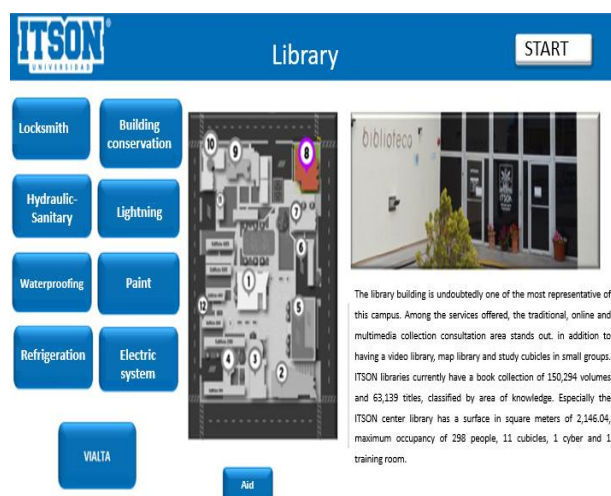 ITSON
UNIVERSIDAD
Library
START
Locksmith
Building
conservation
Hydraulic-
Sanitary
Lightning
Waterproofing
Paint
Refrigeration
Electric
system
VIALTA
10
9
8
7
6
1
12
5
4
3
2
Aid
biblioteca
The library building is undoubtedly one of the most representative of
this campus. Among the services offered, the traditional, online and
multimedia collection consultation area stands out. in addition to
having a video library, map library and study cubicles in small groups.
ITSON libraries currently have a book collection of 150,294 volumes
and 63,139 titles, classified by area of knowledge. Especially the
ITSON center library has a surface in square meters of 2,146.04,
maximum occupancy of 298 people, 11 cubicles, 1 cyber and 1
training room.